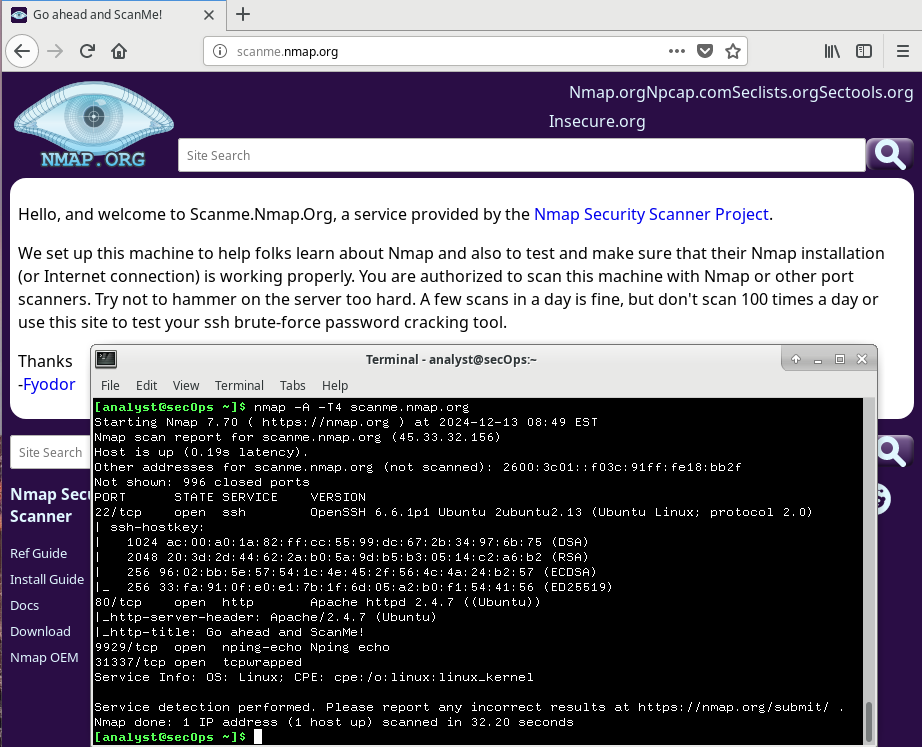 Go ahead and ScanMe!
scanme.nmap.org
Nmap.orgNpcap.comSeclists.orgSectools.org
Insecure.org
NMAP.ORG
Site Search
Hello, and welcome to Scanme.Nmap.Org, a service provided by the Nmap Security Scanner Project.
We set up this machine to help folks learn about Nmap and also to test and make sure that their Nmap installation
(or Internet connection) is working properly. You are authorized to scan this machine with Nmap or other port
scanners. Try not to hammer on the server too hard. A few scans in a day is fine, but don't scan 100 times a day or
use this site to test your ssh brute-force password cracking tool.
Thanks
-Fyodor
Site Search
Nmap Secu
Scanner
Ref Guide
Install Guide
Docs
Download
Nmap OEM
Terminal - analyst@secOps:~
File Edit View Terminal Tabs Help
[analyst@secOps ~]$ nmap -A -T4 scanme.nmap.org
Starting Nmap 7.70 ( https://nmap.org ) at 2024-12-13 08:49 EST
Nmap scan report for scanme.nmap.org (45.33.32.156)
Host is up (0.19s latency).
Other addresses for scanme.nmap.org (not scanned): 2600:3c01::f03c:91ff:fe18:bb2f
Not shown: 996 closed ports
PORT      STATE SERVICE    VERSION
22/tcp    open  ssh        OpenSSH 6.6.1p1 Ubuntu 2ubuntu2.13 (Ubuntu Linux; protocol 2.0)
| ssh-hostkey:
|   1024 ac:00:a0:1a:82:ff:cc:55:99:dc:67:2b:34:97:6b:75 (DSA)
|   2048 20:3d:2d:44:62:2a:b0:5a:9d:b5:b3:05:14:c2:a6:b2 (RSA)
|   256 96:02:bb:5e:57:54:1c:4e:45:2f:56:4c:4a:24:b2:57 (ECDSA)
|_  256 33:fa:91:0f:e0:e1:7b:1f:6d:05:a2:b0:f1:54:41:56 (ED25519)
80/tcp    open  http       Apache httpd 2.4.7 ((Ubuntu))
|_http-server-header: Apache/2.4.7 (Ubuntu)
|_http-title: Go ahead and ScanMe!
9929/tcp  open  nping-echo Nping echo
31337/tcp open  tcpwrapped
Service Info: OS: Linux; CPE: cpe:/o:linux:linux_kernel
Service detection performed. Please report any incorrect results at https://nmap.org/submit/ .
Nmap done: 1 IP address (1 host up) scanned in 32.20 seconds
[analyst@secOps ~]$